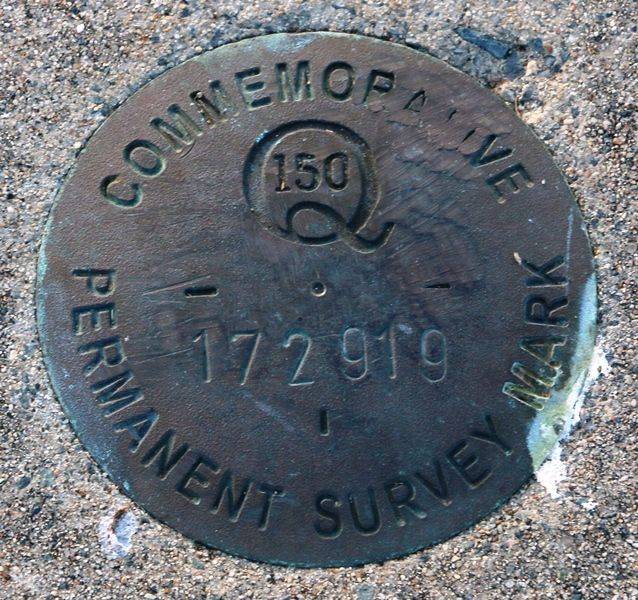 COMMEMORATIVE
Q
150
172919
PERMANENT SURVEY MARK